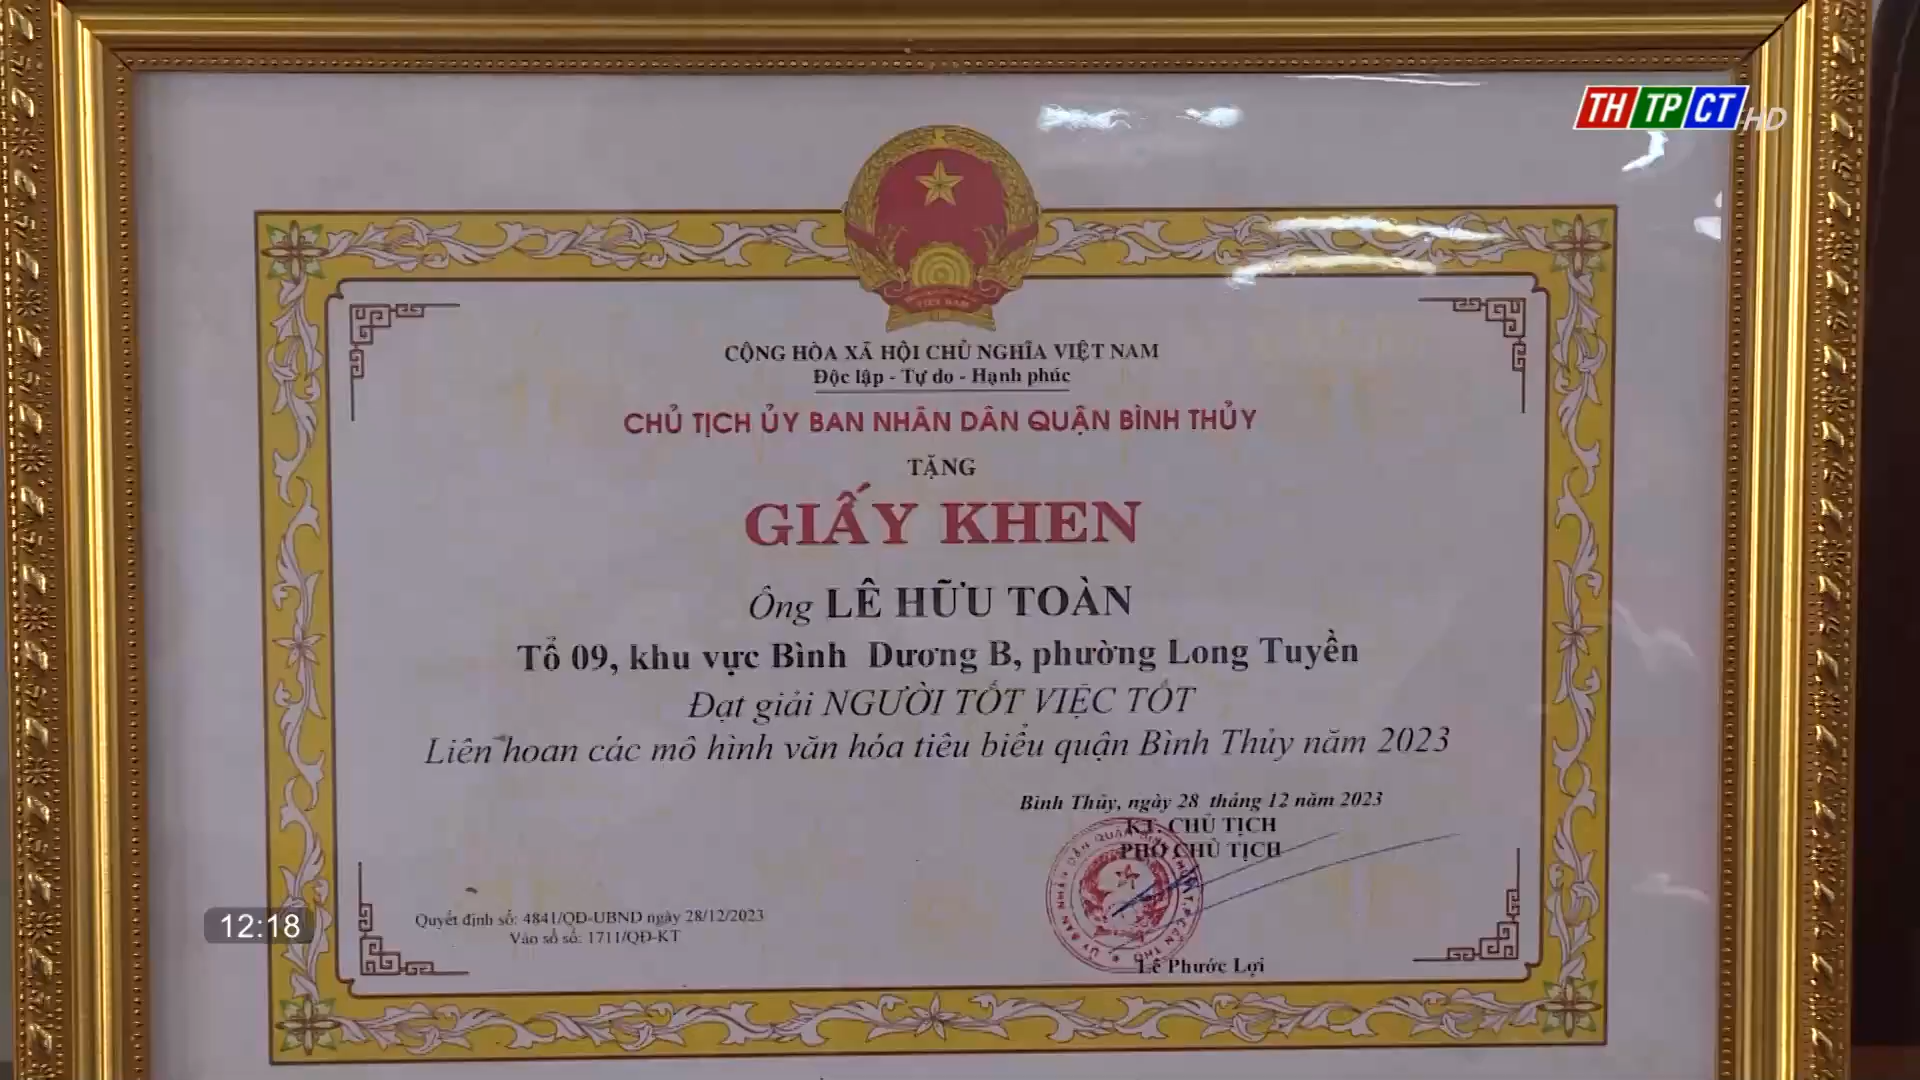 THTPCT HD
VIỆT NAM
CỘNG HÒA XÃ HỘI CHỦ NGHĨA VIỆT NAM
Độc lập - Tự do - Hạnh phúc
CHỦ TỊCH ỦY BAN NHÂN DÂN QUẬN BÌNH THỦY
TẶNG
GIẤY KHEN
Ông LÊ HỮU TOÀN
Tổ 09, khu vực Bình Dương B, phường Long Tuyền
Đạt giải NGƯỜI TỐT VIỆC TỐT
Liên hoan các mô hình văn hóa tiêu biểu quận Bình Thủy năm 2023
Bình Thủy, ngày 28 tháng 12 năm 2023
KT. CHỦ TỊCH
PHÓ CHỦ TỊCH
Quyết định số: 4841/QĐ-UBND ngày 28/12/2023
Vào sổ số: 1711/QĐ-KT
12:18
Lê Phước Lợi